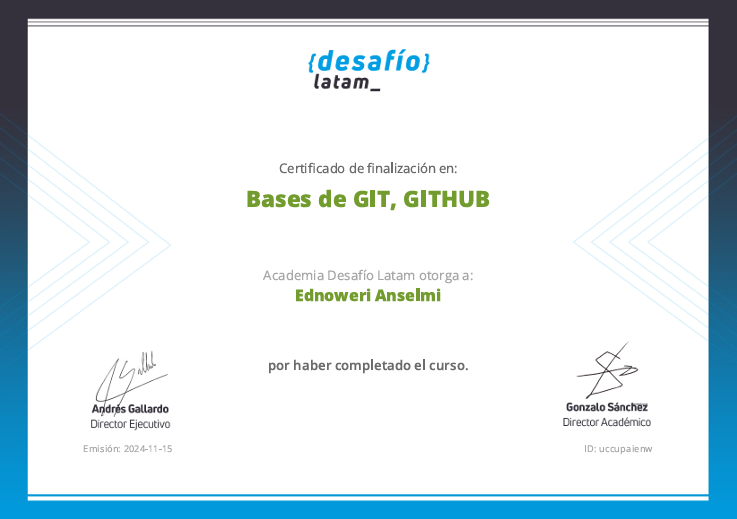 {desafío}
latam_
Certificado de finalización en:
Bases de GIT, GITHUB
Academia Desafío Latam otorga a:
Ednoweri Anselmi
por haber completado el curso.
Andrés Gallardo
Director Ejecutivo
Emisión: 2024-11-15
Gonzalo Sánchez
Director Académico
ID: uccupaienw